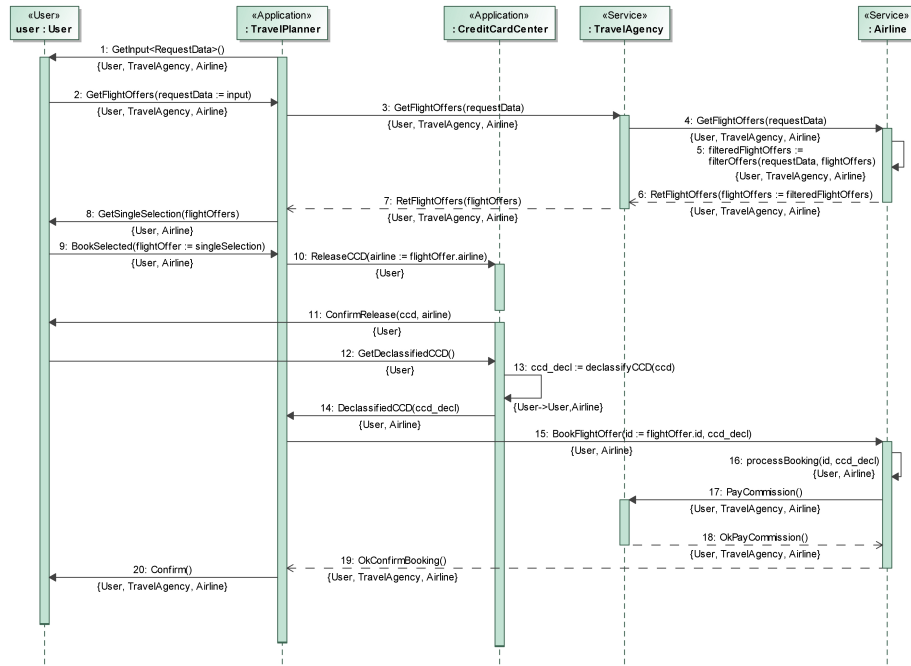 «User»
user : User
«Application»
: TravelPlanner
«Application»
: CreditCardCenter
«Service»
: TravelAgency
«Service»
: Airline
1: GetInput<RequestData>()
{User, TravelAgency, Airline}
2: GetFlightOffers(requestData := input)
{User, TravelAgency, Airline}
3: GetFlightOffers(requestData)
{User, TravelAgency, Airline}
4: GetFlightOffers(requestData)
{User, TravelAgency, Airline}
5: filteredFlightOffers :=
filterOffers(requestData, flightOffers)
{User, TravelAgency, Airline}
6: RetFlightOffers(flightOffers := filteredFlightOffers)
{User, TravelAgency, Airline}
7: RetFlightOffers(flightOffers)
{User, TravelAgency, Airline}
8: GetSingleSelection(flightOffers)
{User, Airline}
9: BookSelected(flightOffer := singleSelection)
{User, Airline}
10: ReleaseCCD(airline := flightOffer.airline)
{User}
11: ConfirmRelease(ccd, airline)
{User}
12: GetDeclassifiedCCD()
{User}
13: ccd_decl := declassifyCCD(ccd)
{User->User,Airline}
14: DeclassifiedCCD(ccd_decl)
{User, Airline}
15: BookFlightOffer(id := flightOffer.id, ccd_decl)
{User, Airline}
16: processBooking(id, ccd_decl)
{User, Airline}
17: PayCommission()
{User, TravelAgency, Airline}
18: OkPayCommission()
{User, TravelAgency, Airline}
19: OkConfirmBooking()
{User, TravelAgency, Airline}
20: Confirm()
{User, TravelAgency, Airline}